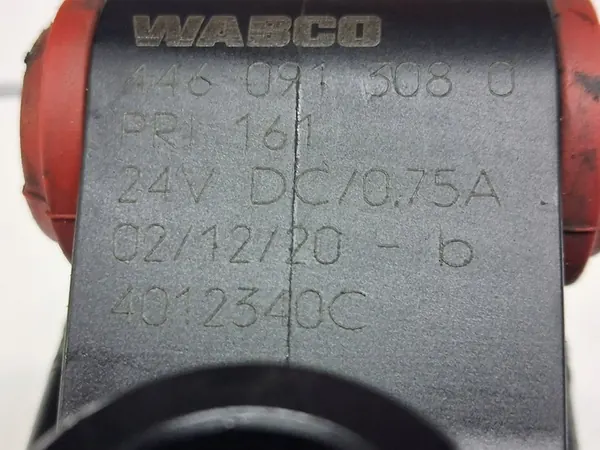 WABCO
446 091 308 0
PRI 161
24V DC/0.75A
02/12/20 - b
4012340C